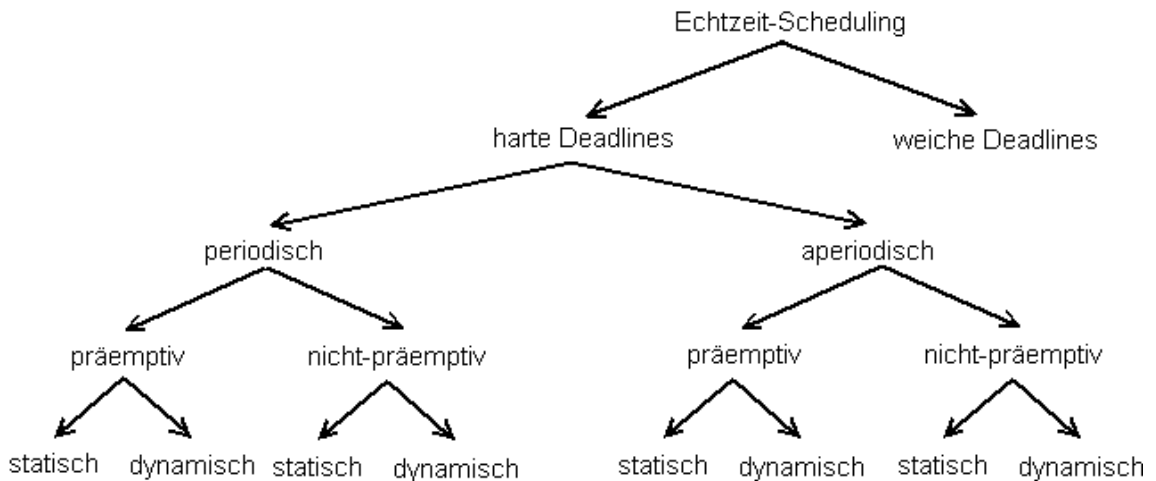 Echtzeit-Scheduling
harte Deadlines weiche Deadlines
periodisch aperiodisch
präemptiv nicht-präemptiv präemptiv nicht-präemptiv
statisch dynamisch statisch dynamisch statisch dynamisch statisch dynamisch